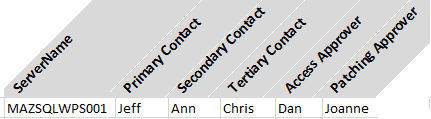 ServerName Primary Contact Secondary Contact Tertiary Contact Access Approver Patching Approver
MAZSQLWPS001 Jeff Ann Chris Dan Joanne